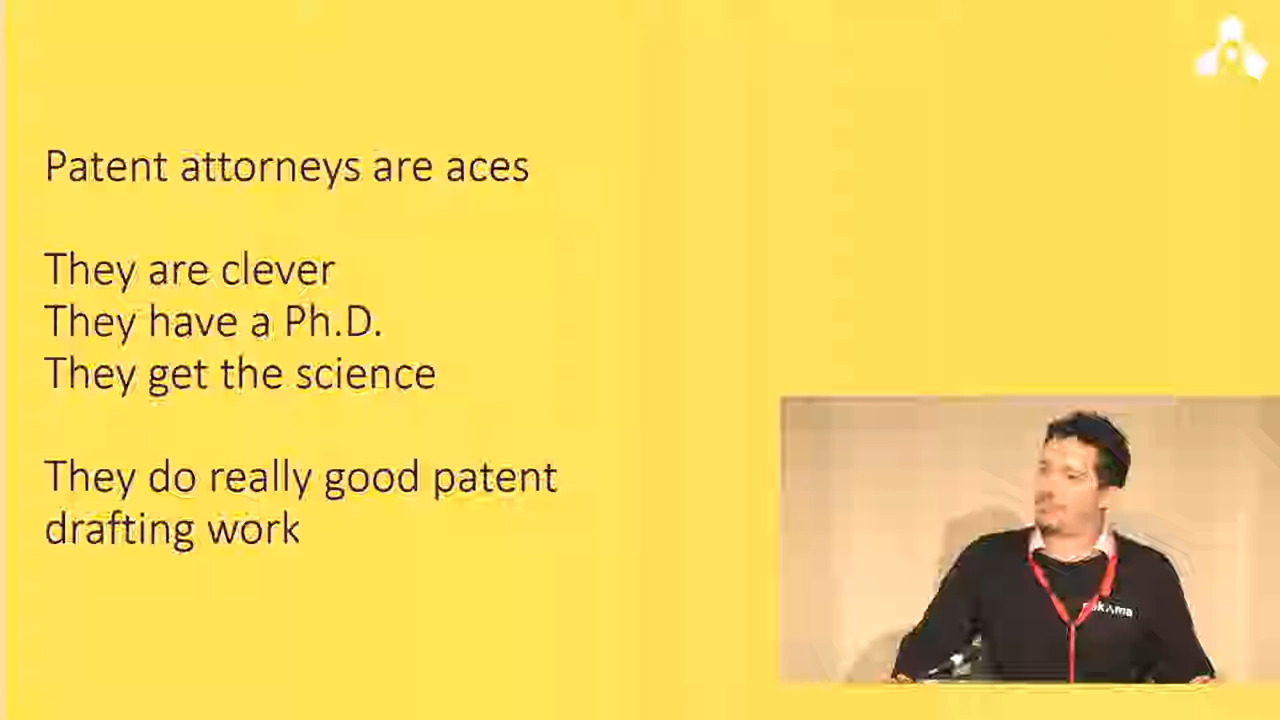 Patent attorneys are aces
They are clever
They have a Ph.D.
They get the science
They do really good patent
drafting work